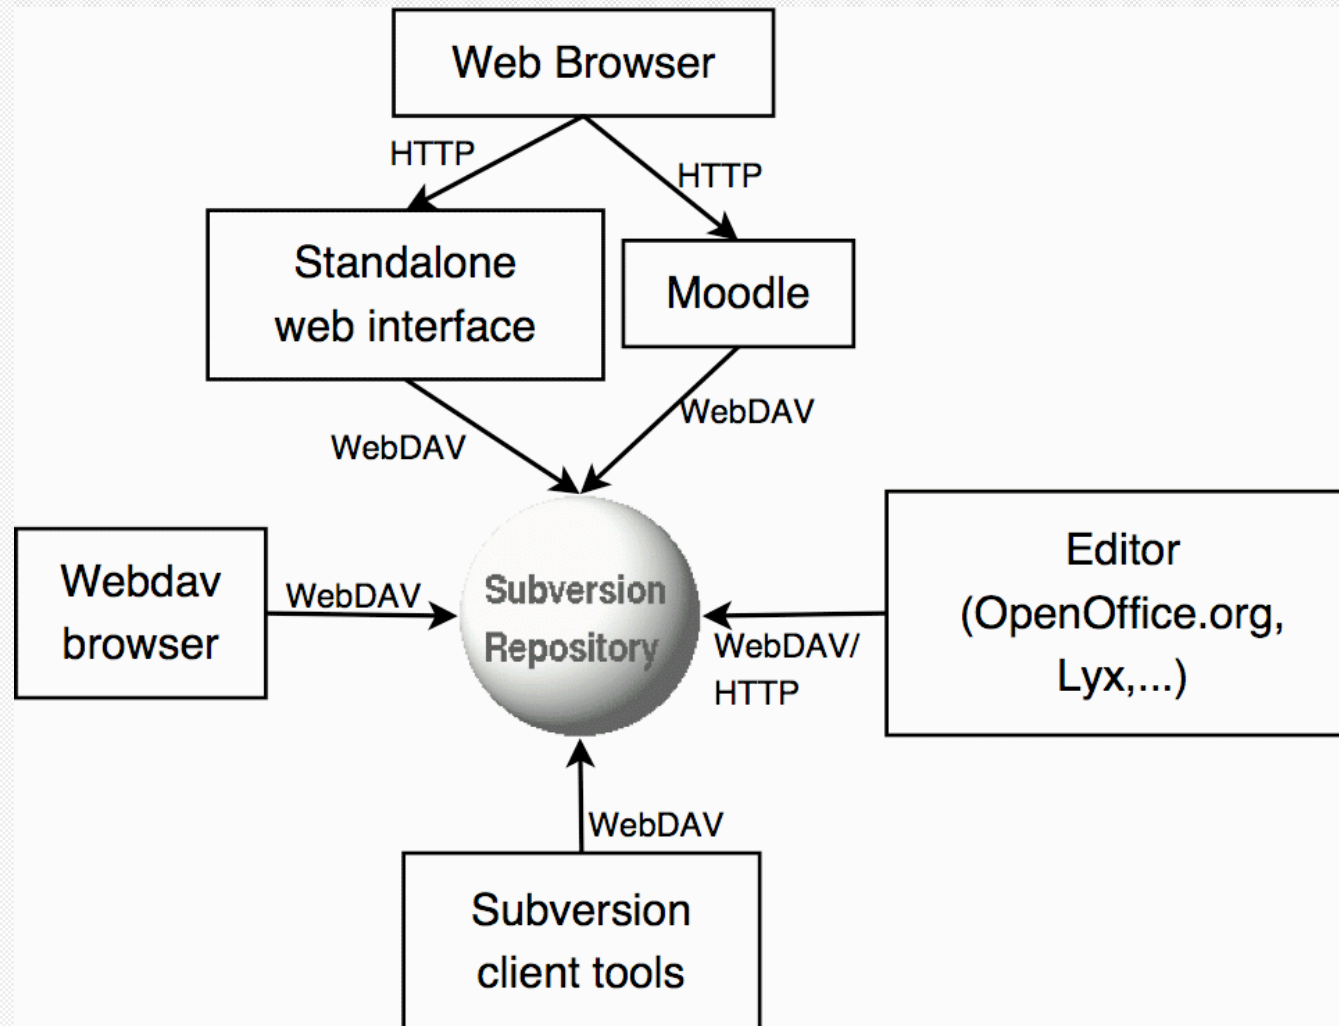 Web Browser
HTTP
HTTP
Standalone
web interface
Moodle
WebDAV
WebDAV
Webdav
browser
WebDAV
Subversion
Repository
WebDAV/
HTTP
Editor
(OpenOffice.org,
Lyx,...)
WebDAV
Subversion
client tools